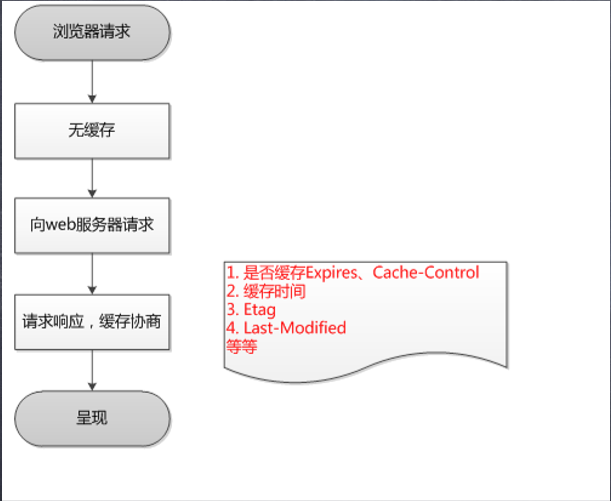 浏览器请求
无缓存
向web服务器请求
请求响应，缓存协商
1. 是否缓存Expires、Cache-Control
2. 缓存时间
3. Etag
4. Last-Modified
等等
呈现